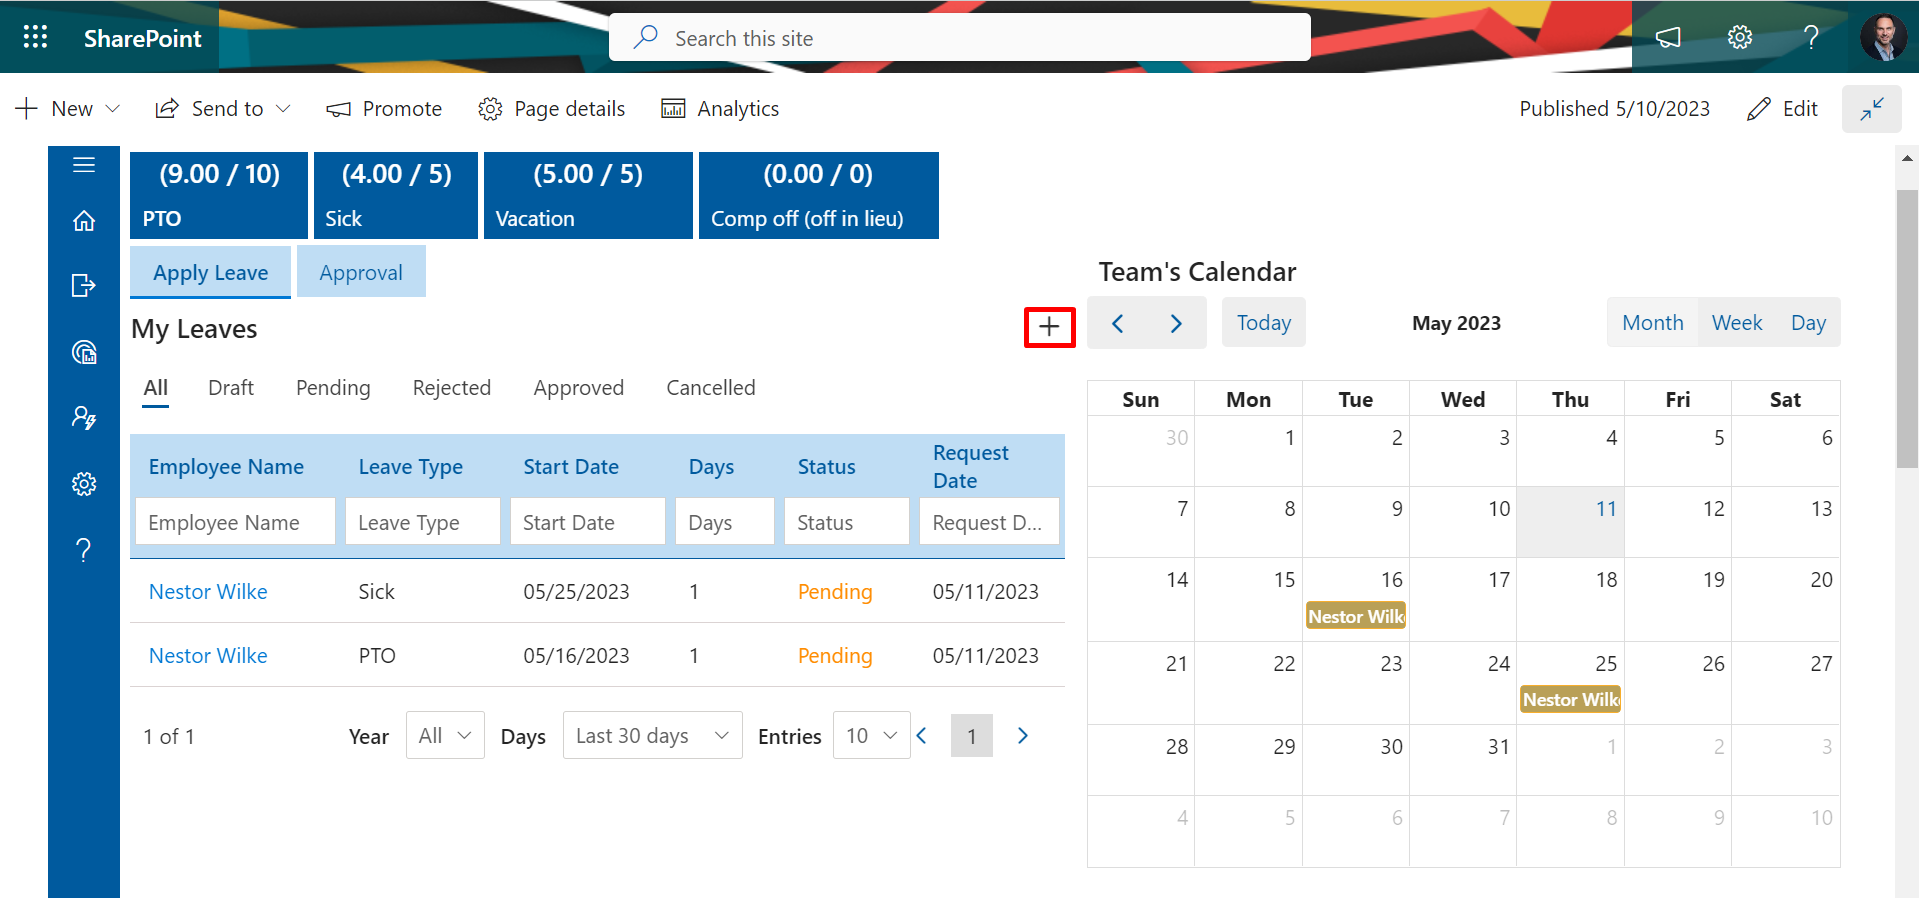 SharePoint
Search this site
New
Send to
Promote
Page details
Analytics
Published 5/10/2023
Edit
(9.00 / 10)
PTO
(4.00 / 5)
Sick
(5.00 / 5)
Vacation
(0.00 / 0)
Comp off (off in lieu)
Apply Leave
Approval
My Leaves
All Draft Pending Rejected Approved Cancelled
Employee Name Leave Type Start Date Days Status Request Date
Employee Name Leave Type Start Date Days Status Request D...
Nestor Wilke Sick 05/25/2023 1 Pending 05/11/2023
Nestor Wilke PTO 05/16/2023 1 Pending 05/11/2023
1 of 1 Year All Days Last 30 days Entries 10 1
Team's Calendar
Today May 2023 Month Week Day
Sun Mon Tue Wed Thu Fri Sat
30 1 2 3 4 5 6
7 8 9 10 11 12 13
14 15 16 17 18 19 20
Nestor Wilk
21 22 23 24 25 26 27
Nestor Wilk
28 29 30 31 1 2 3
4 5 6 7 8 9 10